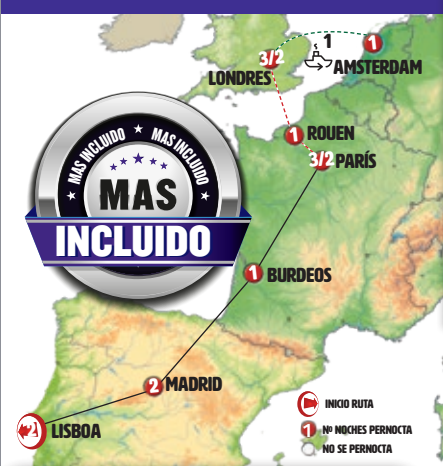 1
3/2
LONDRES
1
AMSTERDAM
1 ROUEN
3/2 PARÍS
MAS INCLUIDO ★ MAS INCLUIDO
MAS
INCLUIDO
1 BURDEOS
2 MADRID
2 LISBOA
INICIO RUTA
1 Nº NOCHES PERNOCTA
NO SE PERNOCTA